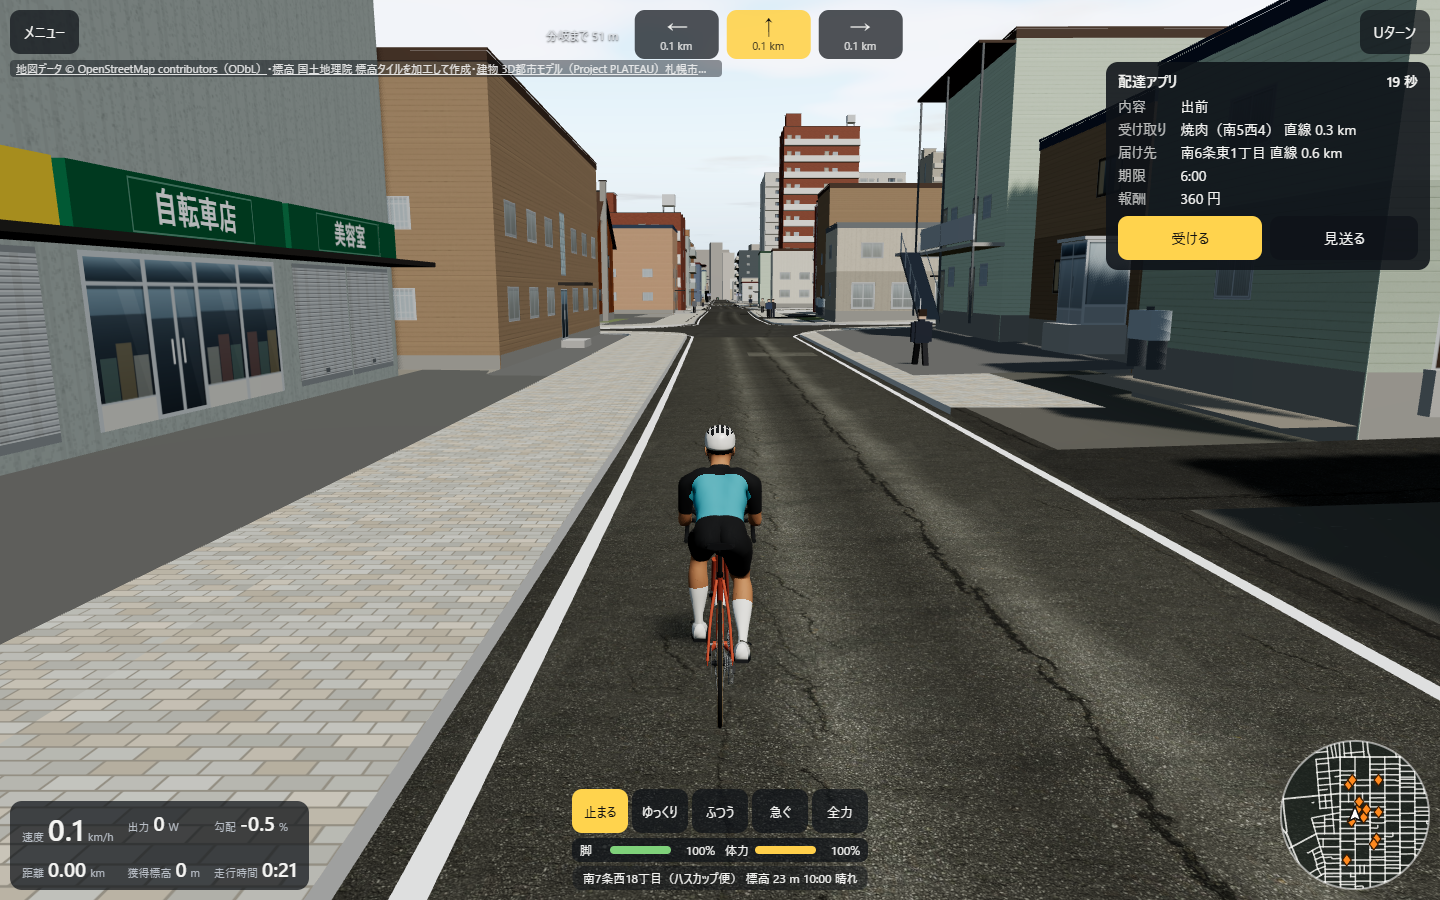 メニュー
分岐まで 51 m
←
0.1 km
↑
0.1 km
→
0.1 km
Uターン
地図データ © OpenStreetMap contributors（ODbL）・標高 国土地理院 標高タイルを加工して作成・建物 3D都市モデル（Project PLATEAU）札幌市...
配達アプリ 19 秒
内容 出前
受け取り 焼肉（南5西4） 直線 0.3 km
届け先 南6条東1丁目 直線 0.6 km
期限 6:00
報酬 360 円
受ける 見送る
自転車店
美容室
止まる ゆっくり ふつう 急ぐ 全力
脚 100% 体力 100%
南7条西18丁目（ハスカップ便） 標高 23 m 10:00 晴れ
速度 0.1 km/h 出力 0 W 勾配 -0.5 %
距離 0.00 km 獲得標高 0 m 走行時間 0:21